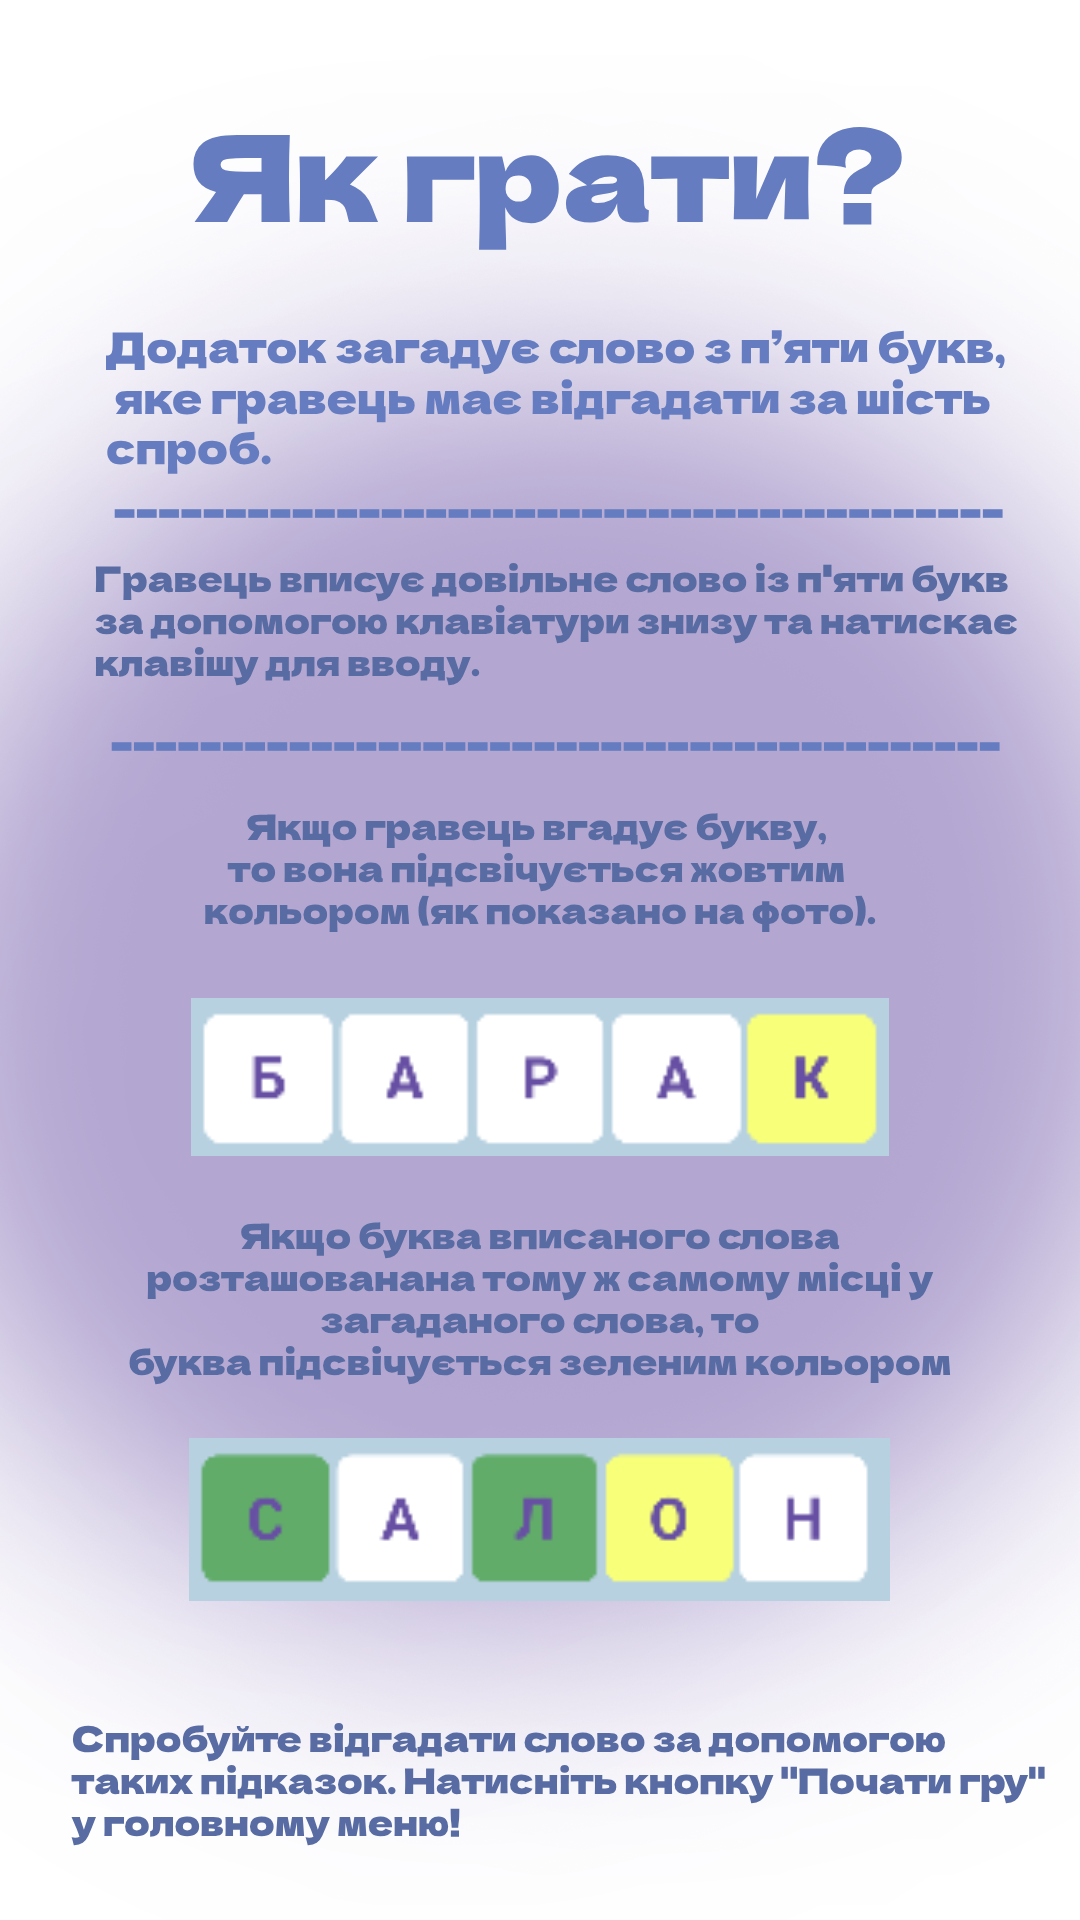 Як грати?
Додаток загадує слово з п’яти букв,
яке гравець має відгадати за шість
спроб.
----------------------------------------
Гравець вписує довільне слово із п'яти букв
за допомогою клавіатури знизу та натискає
клавішу для вводу.
----------------------------------------
Якщо гравець вгадує букву,
то вона підсвічується жовтим
кольором (як показано на фото).
Б А Р А К
Якщо буква вписаного слова
розташованана тому ж самому місці у
загаданого слова, то
буква підсвічується зеленим кольором
С А Л О Н
Спробуйте відгадати слово за допомогою
таких підказок. Натисніть кнопку "Почати гру"
у головному меню!